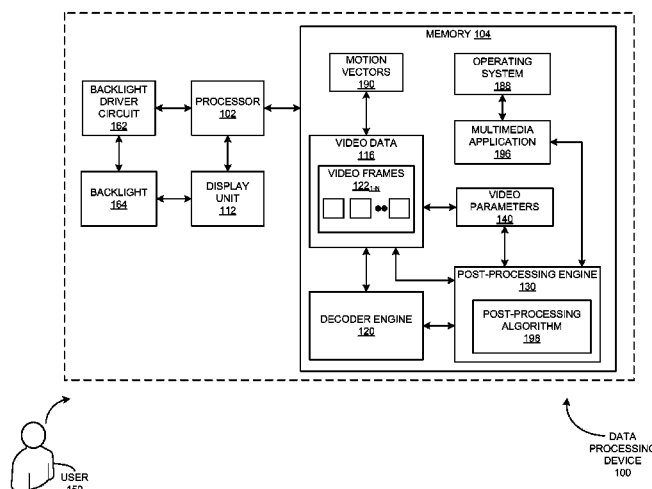 MEMORY 104
MOTION
VECTORS
190
OPERATING
SYSTEM
188
BACKLIGHT
DRIVER
CIRCUIT
162
PROCESSOR
102
MULTIMEDIA
APPLICATION
196
VIDEO DATA
116
VIDEO FRAMES
122₁₋N
BACKLIGHT
164
DISPLAY
UNIT
112
VIDEO
PARAMETERS
140
POST-PROCESSING ENGINE
130
DECODER ENGINE
120
POST-PROCESSING
ALGORITHM
198
USER
150
DATA
PROCESSING
DEVICE
100